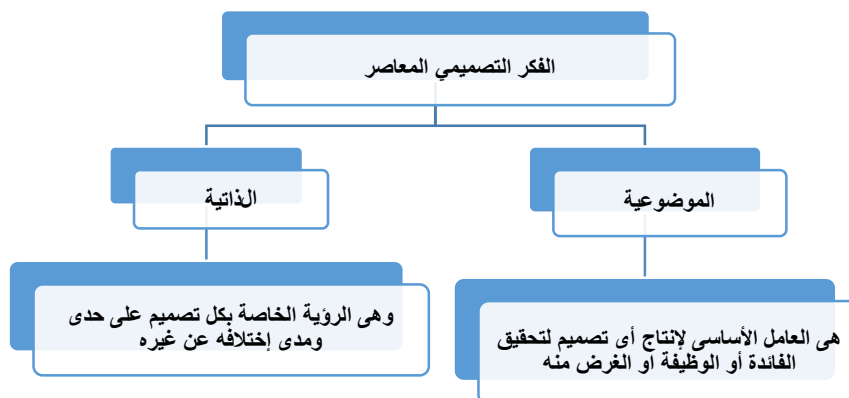 الفكر التصميمي المعاصر
الموضوعية
الذاتية
هى العامل الأساسى لإنتاج أى تصميم لتحقيق
الفائدة أو الوظيفة او الغرض منه
وهى الرؤية الخاصة بكل تصميم على حدى
ومدى إختلافه عن غيره